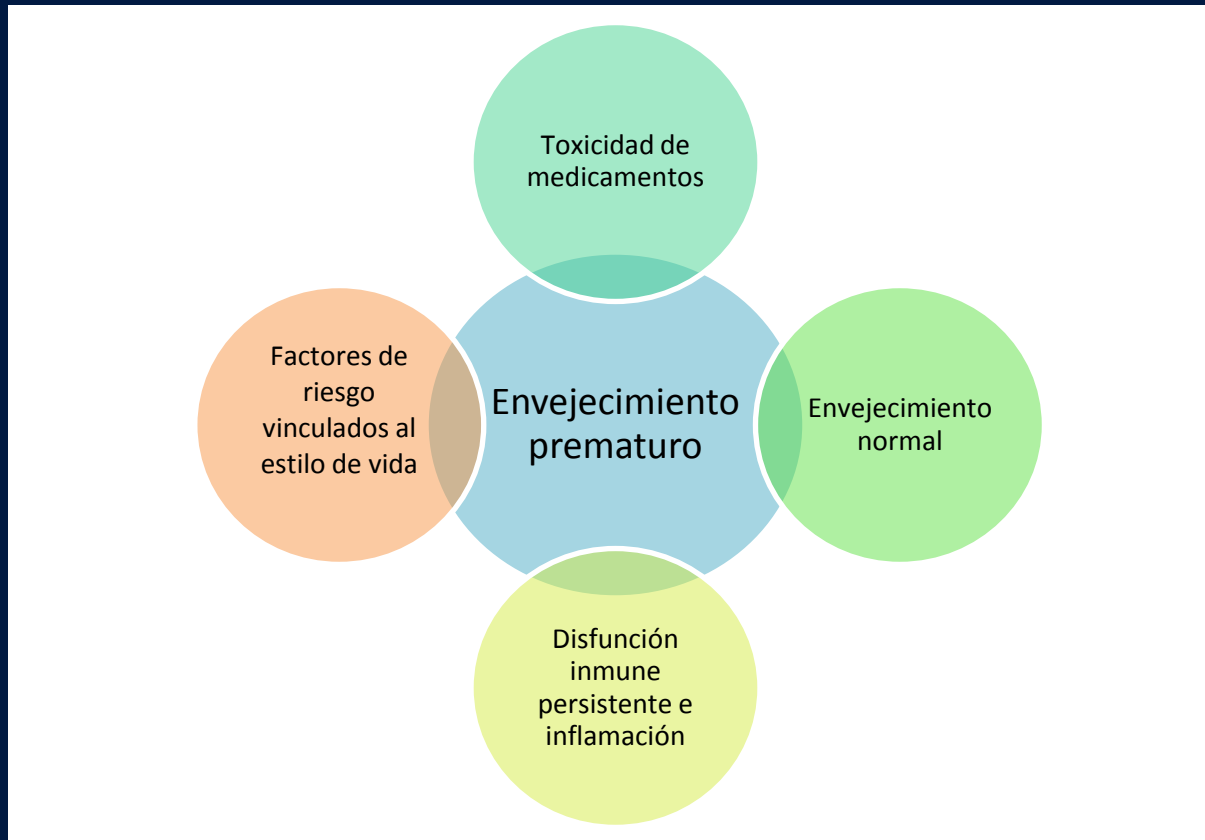 Toxicidad de
medicamentos
Factores de
riesgo
vinculados al
estilo de vida
Envejecimiento
prematuro
Envejecimiento
normal
Disfunción
inmune
persistente e
inflamación